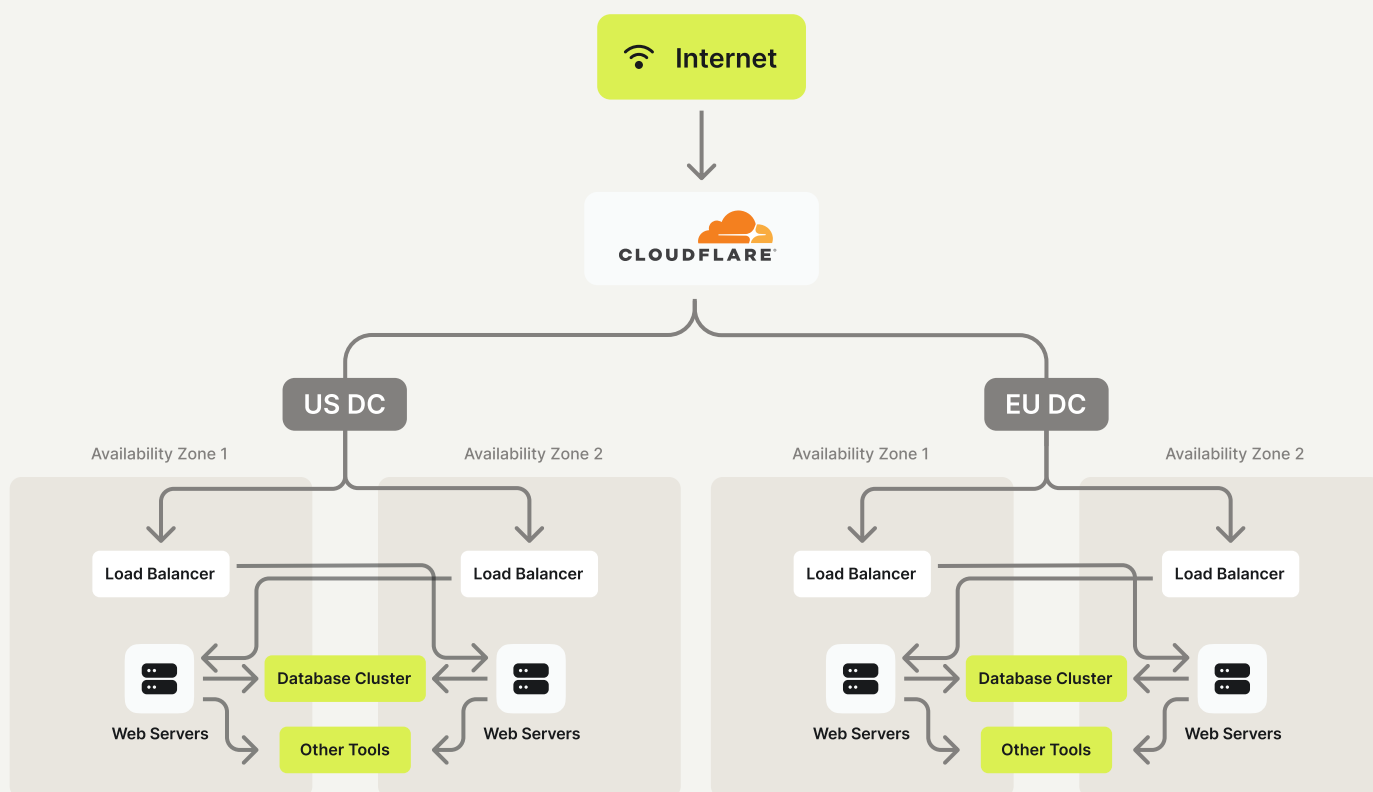 Internet
CLOUDFLARE
US DC
EU DC
Availability Zone 1
Availability Zone 2
Availability Zone 1
Availability Zone 2
Load Balancer
Load Balancer
Load Balancer
Load Balancer
Database Cluster
Database Cluster
Web Servers
Web Servers
Web Servers
Web Servers
Other Tools
Other Tools